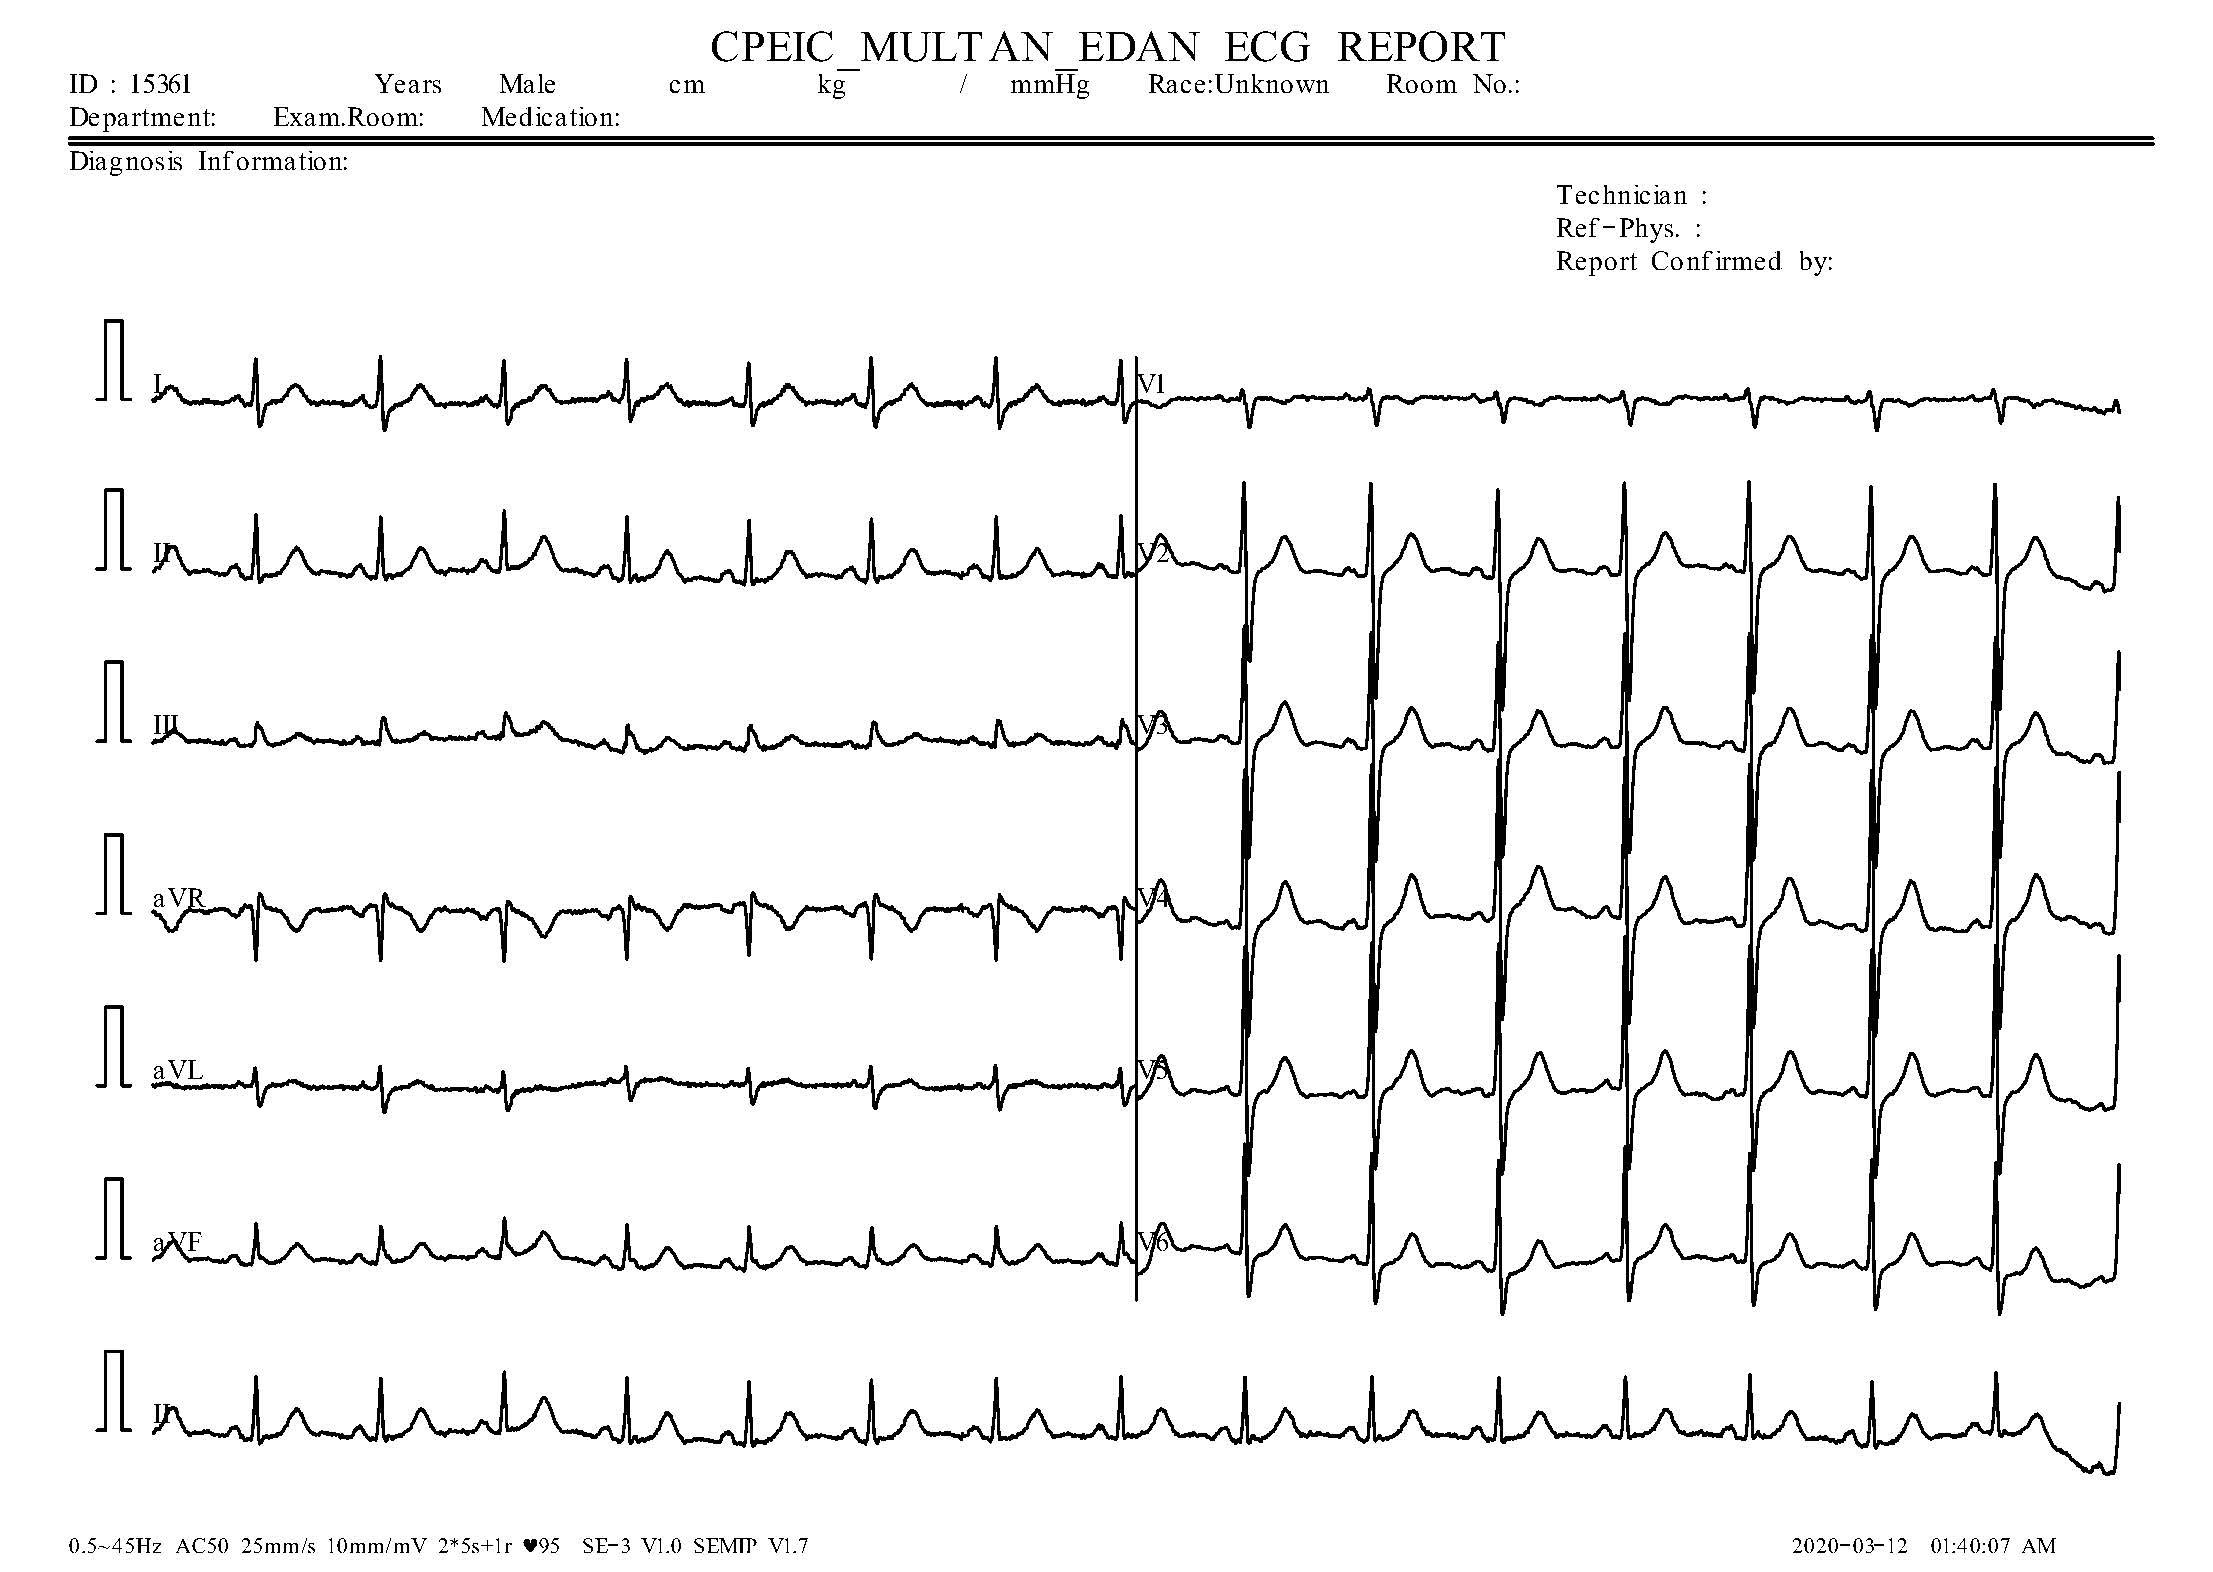 CPEIC_MULTAN_EDAN ECG REPORT
ID : 15361 Years Male cm kg / mmHg Race:Unknown Room No.:
Department: Exam.Room: Medication:
Diagnosis Information:
Technician :
Ref-Phys. :
Report Confirmed by:
I V1
II V2
III V3
aVR V4
aVL V5
aVF V6
II
0.5~45Hz AC50 25mm/s 10mm/mV 2*5s+1r ♥95 SE-3 V1.0 SEMIP V1.7 2020-03-12 01:40:07 AM